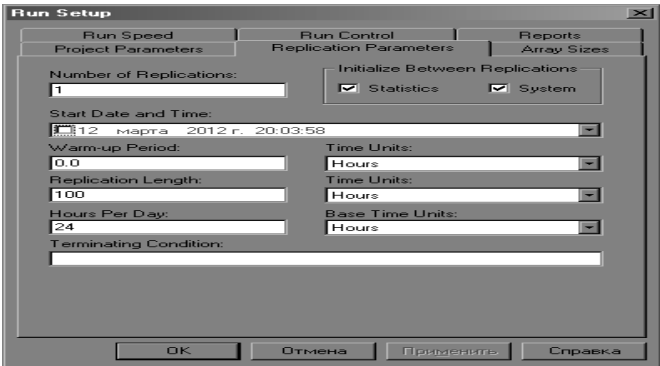 Run Setup
Run Speed Run Control Reports
Project Parameters Replication Parameters Array Sizes
Number of Replications: Initialize Between Replications
1 Statistics System
Start Date and Time:
12 марта 2012 г. 20:03:58
Warm-up Period: Time Units:
0.0 Hours
Replication Length: Time Units:
100 Hours
Hours Per Day: Base Time Units:
24 Hours
Terminating Condition:
OK Отмена Применить Справка